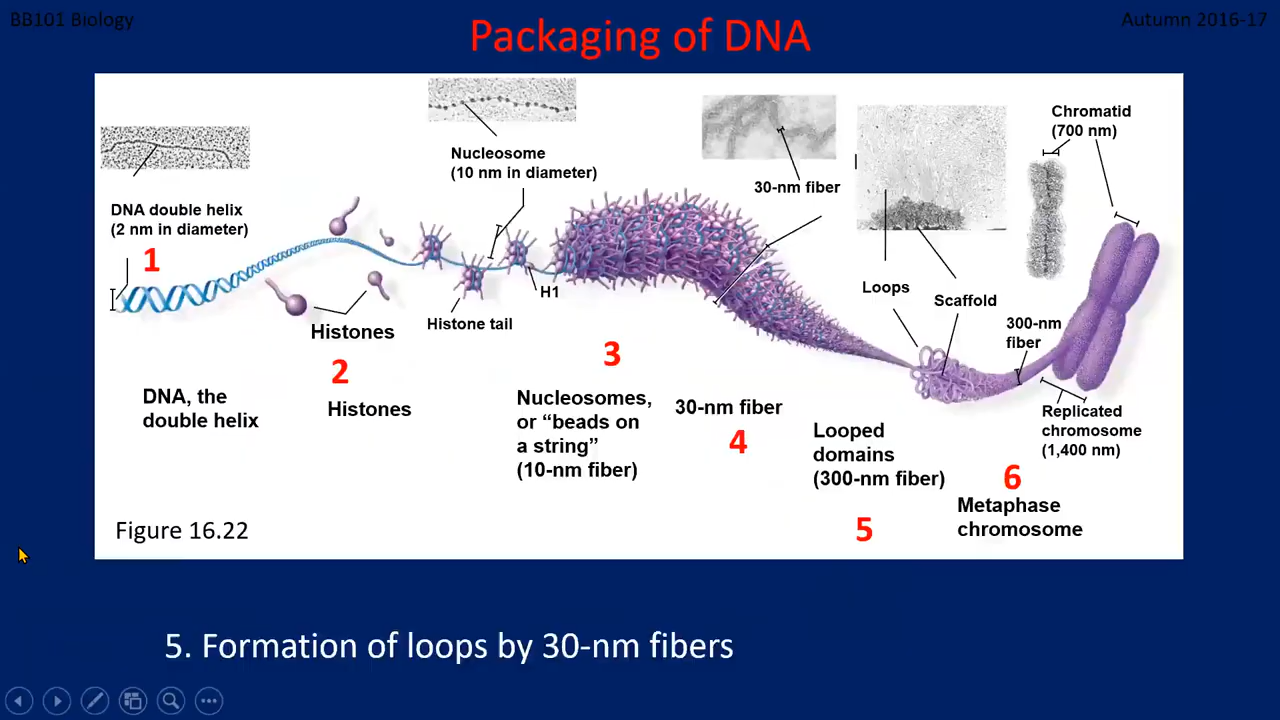 BB101 Biology
Autumn 2016-17
Packaging of DNA
Nucleosome
(10 nm in diameter)
Chromatid
(700 nm)
30-nm fiber
DNA double helix
(2 nm in diameter)
1
H1
Loops
Scaffold
Histones
Histone tail
300-nm
fiber
2
3
DNA, the
double helix
Histones
Nucleosomes,
or “beads on
a string”
(10-nm fiber)
30-nm fiber
4
Looped
domains
(300-nm fiber)
5
Replicated
chromosome
(1,400 nm)
6
Metaphase
chromosome
Figure 16.22
5. Formation of loops by 30-nm fibers